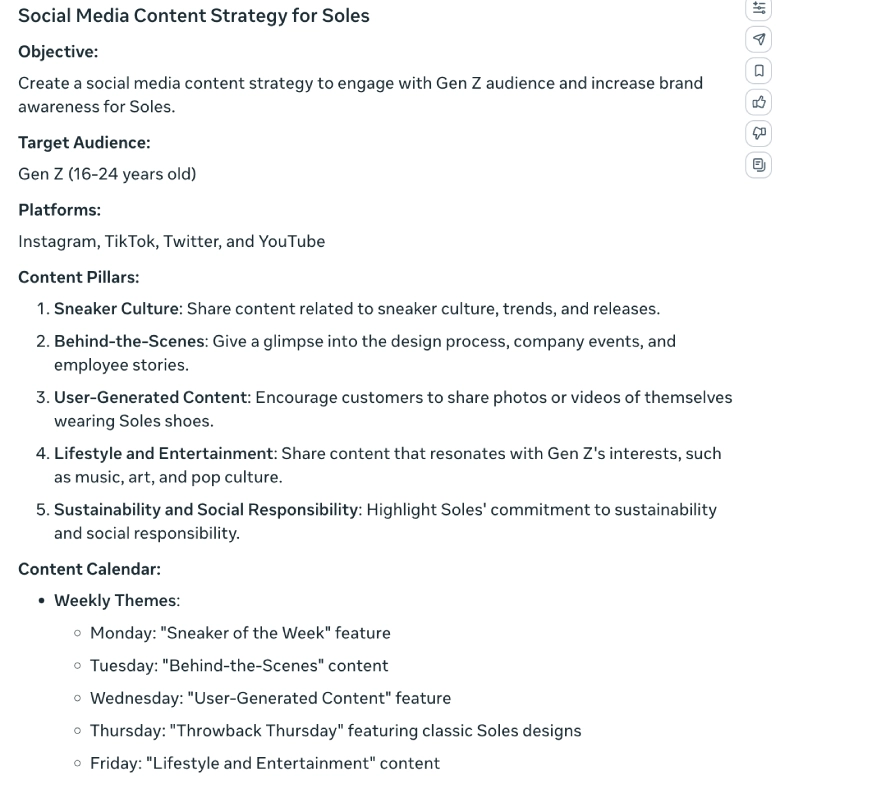 Social Media Content Strategy for Soles
Objective:
Create a social media content strategy to engage with Gen Z audience and increase brand
awareness for Soles.
Target Audience:
Gen Z (16-24 years old)
Platforms:
Instagram, TikTok, Twitter, and YouTube
Content Pillars:
1. Sneaker Culture: Share content related to sneaker culture, trends, and releases.
2. Behind-the-Scenes: Give a glimpse into the design process, company events, and
employee stories.
3. User-Generated Content: Encourage customers to share photos or videos of themselves
wearing Soles shoes.
4. Lifestyle and Entertainment: Share content that resonates with Gen Z's interests, such
as music, art, and pop culture.
5. Sustainability and Social Responsibility: Highlight Soles' commitment to sustainability
and social responsibility.
Content Calendar:
• Weekly Themes:
○ Monday: "Sneaker of the Week" feature
○ Tuesday: "Behind-the-Scenes" content
○ Wednesday: "User-Generated Content" feature
○ Thursday: "Throwback Thursday" featuring classic Soles designs
○ Friday: "Lifestyle and Entertainment" content